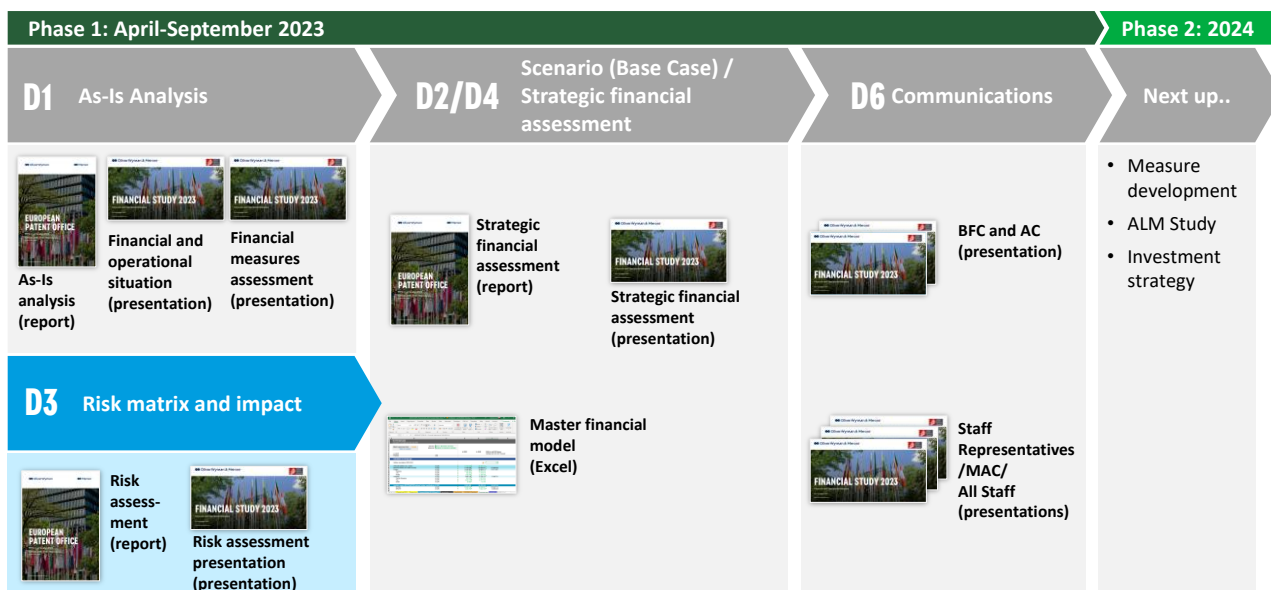 Phase 1: April-September 2023
Phase 2: 2024
D1
As-Is Analysis
D2/D4
Scenario (Base Case) /
Strategic financial
assessment
D6
Communications
Next up..
EUROPEAN
PATENT OFFICE
As-Is
analysis
(report)
FINANCIAL STUDY 2023
Financial and
operational
situation
(presentation)
FINANCIAL STUDY 2023
Financial
measures
assessment
(presentation)
EUROPEAN
PATENT OFFICE
Strategic
financial
assessment
(report)
FINANCIAL STUDY 2023
Strategic financial
assessment
(presentation)
Master financial
model
(Excel)
FINANCIAL STUDY 2023
BFC and AC
(presentation)
FINANCIAL STUDY 2023
Staff
Representatives
/MAC/
All Staff
(presentations)
• Measure
development
• ALM Study
• Investment
strategy
D3
Risk matrix and impact
EUROPEAN
PATENT OFFICE
Risk
assess-
ment
(report)
FINANCIAL STUDY 2023
Risk assessment
presentation
(presentation)